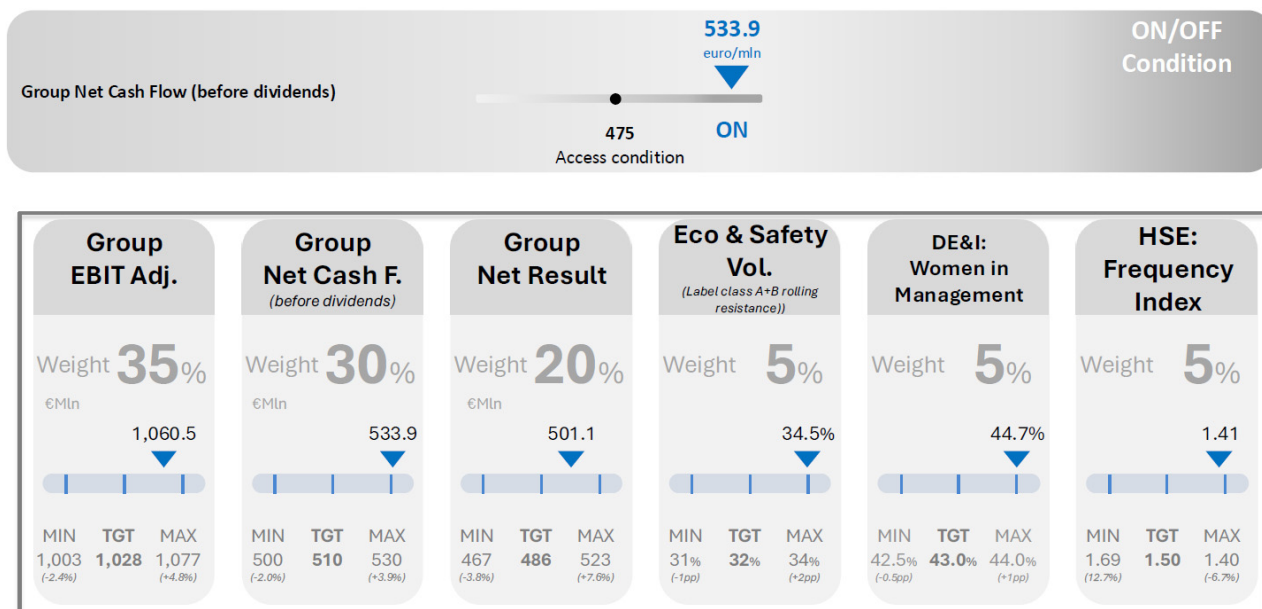 533.9
euro/mln
ON/OFF
Condition
Group Net Cash Flow (before dividends)
475
ON
Access condition
Group
EBIT Adj.
Weight 35%
€Mln
1,060.5
MIN TGT MAX
1,003 1,028 1,077
(-2.4%) (+4.8%)
Group
Net Cash F.
(before dividends)
Weight 30%
€Mln
533.9
MIN TGT MAX
500 510 530
(-2.0%) (+3.9%)
Group
Net Result
Weight 20%
€Mln
501.1
MIN TGT MAX
467 486 523
(-3.8%) (+7.6%)
Eco & Safety
Vol.
(Label class A+B rolling
resistance))
Weight 5%
34.5%
MIN TGT MAX
31% 32% 34%
(-1pp) (+2pp)
DE&I:
Women in
Management
Weight 5%
44.7%
MIN TGT MAX
42.5% 43.0% 44.0%
(-0.5pp) (+1pp)
HSE:
Frequency
Index
Weight 5%
1.41
MIN TGT MAX
1.69 1.50 1.40
(12.7%) (-6.7%)